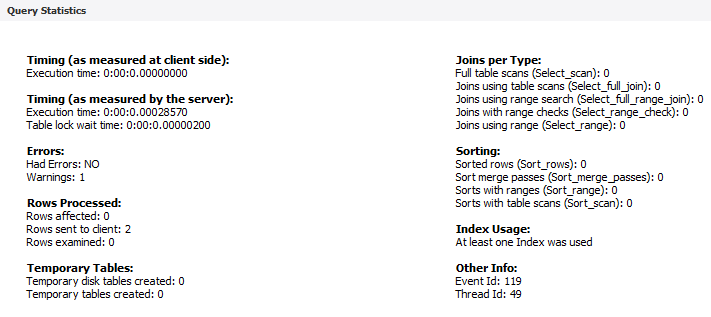 Query Statistics
Timing (as measured at client side):
Execution time: 0:00:0.00000000
Timing (as measured by the server):
Execution time: 0:00:0.00028570
Table lock wait time: 0:00:0.00000200
Errors:
Had Errors: NO
Warnings: 1
Rows Processed:
Rows affected: 0
Rows sent to client: 2
Rows examined: 0
Temporary Tables:
Temporary disk tables created: 0
Temporary tables created: 0
Joins per Type:
Full table scans (Select_scan): 0
Joins using table scans (Select_full_join): 0
Joins using range search (Select_full_range_join): 0
Joins with range checks (Select_range_check): 0
Joins using range (Select_range): 0
Sorting:
Sorted rows (Sort_rows): 0
Sort merge passes (Sort_merge_passes): 0
Sorts with ranges (Sort_range): 0
Sorts with table scans (Sort_scan): 0
Index Usage:
At least one Index was used
Other Info:
Event Id: 119
Thread Id: 49